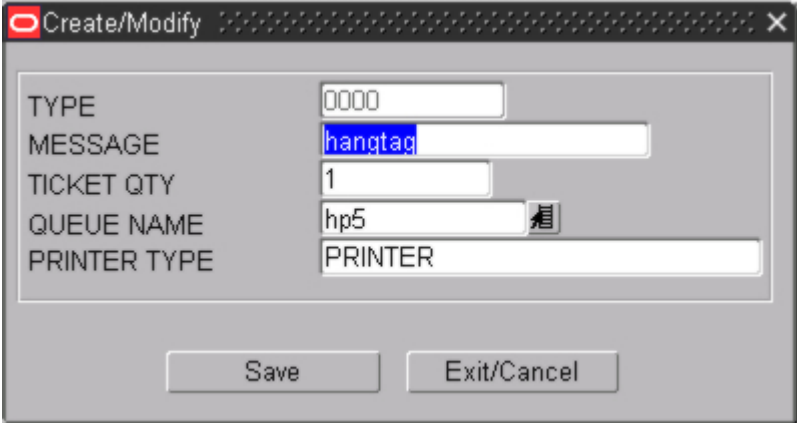 Create/Modify
TYPE 0000
MESSAGE hangtag
TICKET QTY 1
QUEUE NAME hp5
PRINTER TYPE PRINTER
Save Exit/Cancel